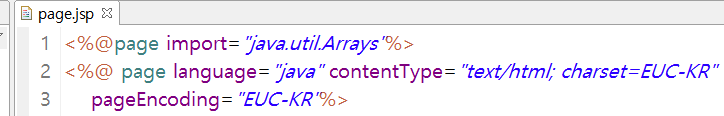 page.jsp
1 <%@page import="java.util.Arrays"%>
2 <%@ page language="java" contentType="text/html; charset=EUC-KR"
3 pageEncoding="EUC-KR"%>